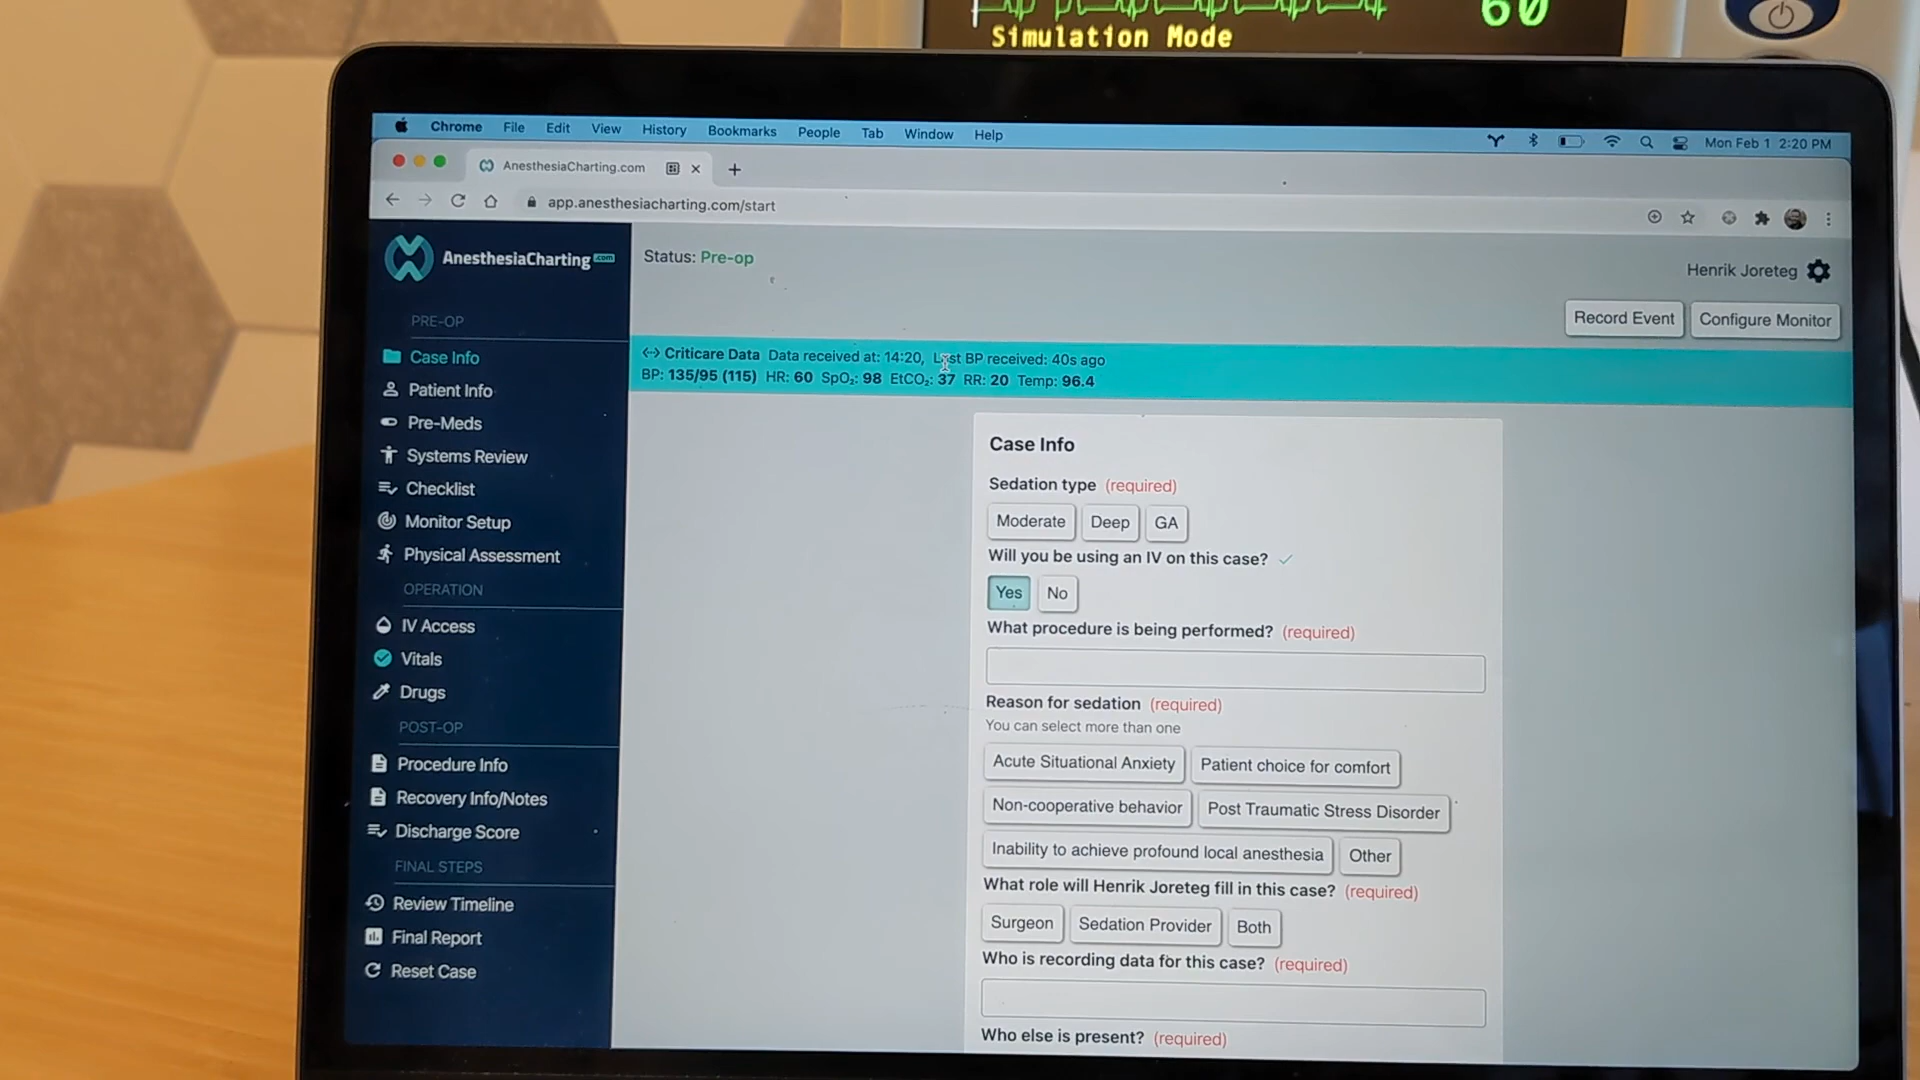 60
Simulation Mode
Chrome File Edit View History Bookmarks People Tab Window Help
Mon Feb 1 2:20 PM
AnesthesiaCharting.com
app.anesthesiacharting.com/start
AnesthesiaCharting .com
Status: Pre-op
Henrik Joreteg
Record Event Configure Monitor
Criticare Data Data received at: 14:20, Last BP received: 40s ago
BP: 135/95 (115) HR: 60 SpO₂: 98 EtCO₂: 37 RR: 20 Temp: 96.4
PRE-OP
Case Info
Patient Info
Pre-Meds
Systems Review
Checklist
Monitor Setup
Physical Assessment
OPERATION
IV Access
Vitals
Drugs
POST-OP
Procedure Info
Recovery Info/Notes
Discharge Score
FINAL STEPS
Review Timeline
Final Report
Reset Case
Case Info
Sedation type (required)
Moderate Deep GA
Will you be using an IV on this case?
Yes No
What procedure is being performed? (required)
Reason for sedation (required)
You can select more than one
Acute Situational Anxiety Patient choice for comfort
Non-cooperative behavior Post Traumatic Stress Disorder
Inability to achieve profound local anesthesia Other
What role will Henrik Joreteg fill in this case? (required)
Surgeon Sedation Provider Both
Who is recording data for this case? (required)
Who else is present? (required)